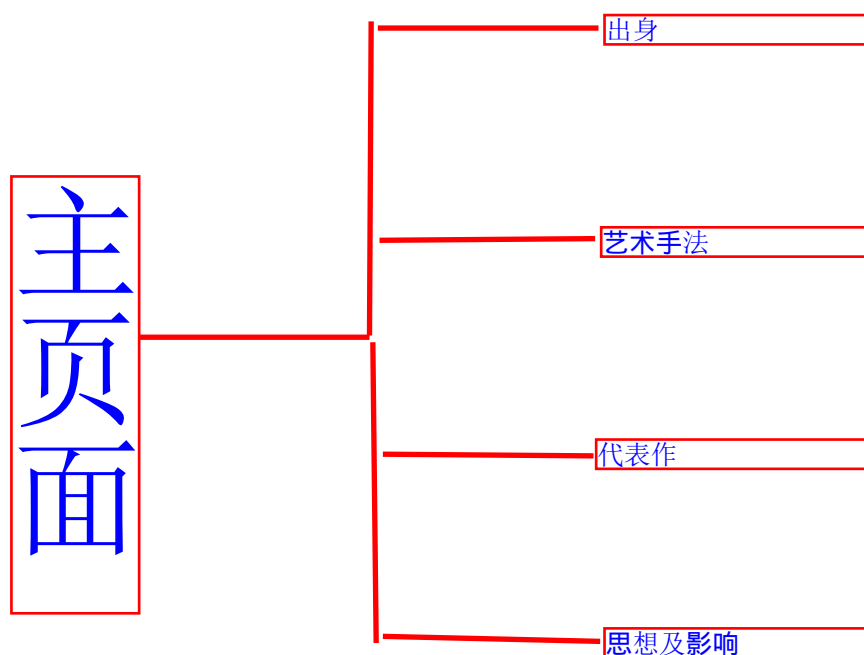 主页面
出身
艺术手法
代表作
思想及影响